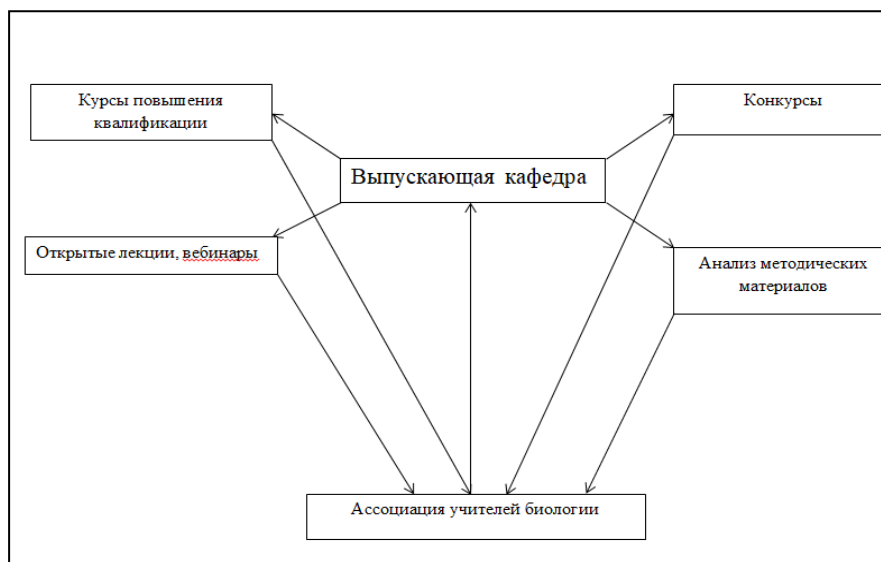 Курсы повышения
квалификации
Конкурсы
Выпускающая кафедра
Открытые лекции, вебинары
Анализ методических
материалов
Ассоциация учителей биологии